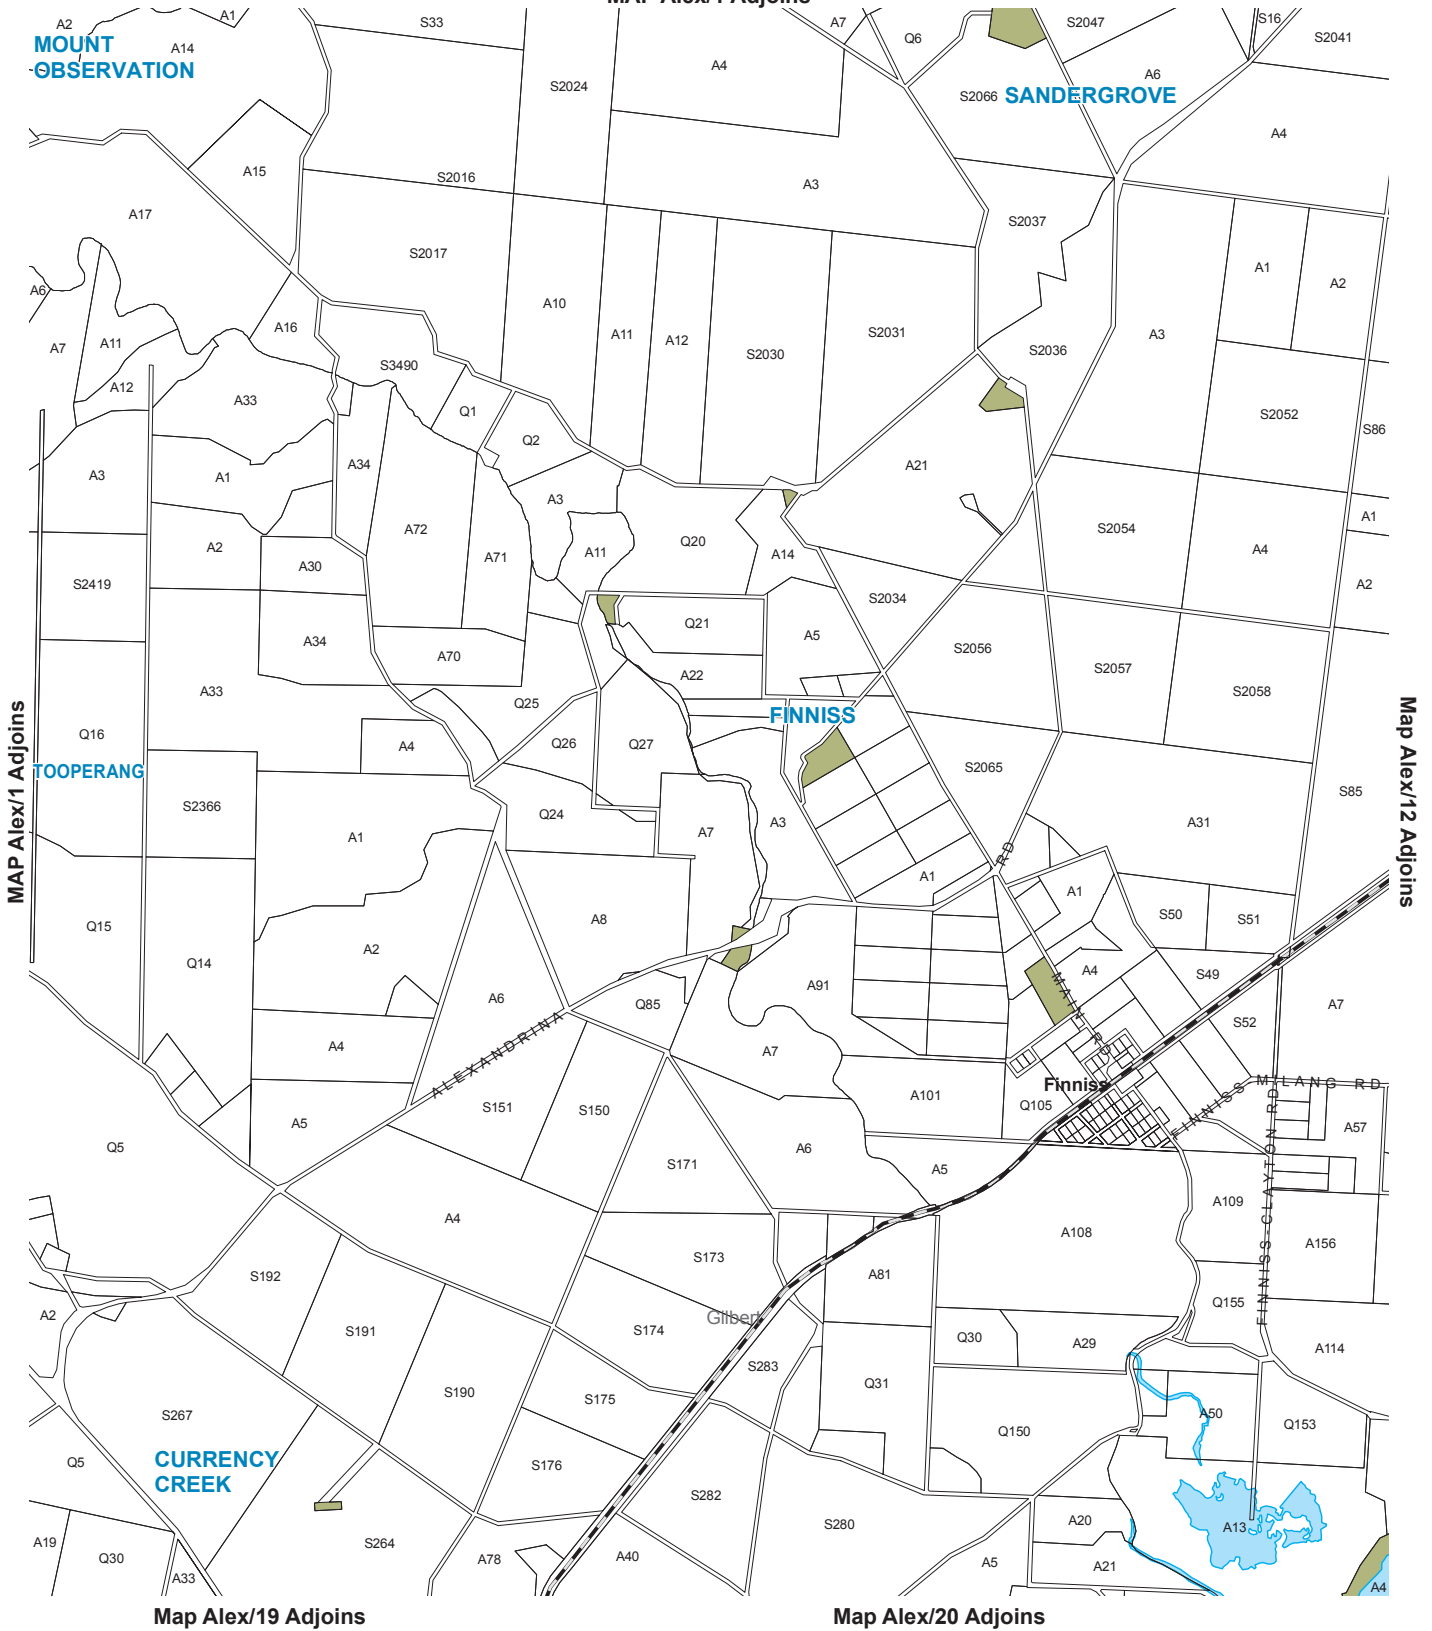 MAP Alex/1 Adjoins
A2
A1
S33
A7
Q6
S2047
S16
S2041
MOUNT
OBSERVATION
A14
A4
S2024
A6
S2066
SANDERGROVE
A4
A15
S2016
A3
A17
S2037
S2017
A1
A2
A6
A10
A16
A11
A12
S2031
A3
A7
A11
S2030
S2036
S3490
A12
A33
Q1
S2052
S86
Q2
A3
A1
A34
A21
A3
A1
A72
A2
A71
A11
Q20
A14
S2054
A4
A30
S2419
A2
S2034
Q21
A34
A5
A70
S2056
S2057
A22
A33
S2058
Q25
FINNISS
Q16
A4
Q26
Q27
TOOPERANG
S2065
S2366
S85
Q24
A1
A7
A3
A31
RD
A1
A1
Q15
A8
S50
S51
A2
Q14
A4
S49
A91
MAIN RD
A6
Q85
A7
ALEXANDRINA
S52
A4
A7
Finniss
FINNISS MILANG RD
A101
Q105
S151
S150
A5
A57
Q5
A6
S171
A5
FINNISS-CLAYTON RD
A109
A4
A108
A156
S173
S192
A81
Q155
A2
Gilbert
S191
S174
Q30
A29
A114
S283
S190
S175
Q31
S267
A50
Q153
Q150
CURRENCY
CREEK
Q5
S176
S282
S280
A20
A13
A19
S264
Q30
A78
A40
A5
A21
A33
A4
MAP Alex/1 Adjoins
Map Alex/12 Adjoins
Map Alex/19 Adjoins
Map Alex/20 Adjoins